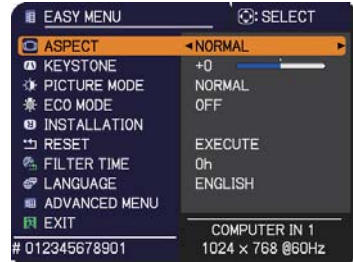 EASY MENU : SELECT
ASPECT NORMAL
KEYSTONE +0
PICTURE MODE NORMAL
ECO MODE OFF
INSTALLATION
RESET EXECUTE
FILTER TIME 0h
LANGUAGE ENGLISH
ADVANCED MENU
EXIT COMPUTER IN 1
# 012345678901 1024 × 768 @60Hz